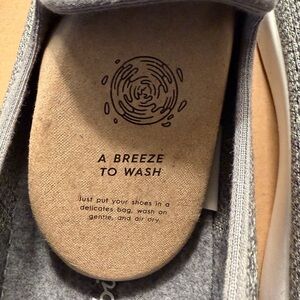 A BREEZE
TO WASH
Just put your shoes in a
delicates bag, wash on
gentle, and air dry.